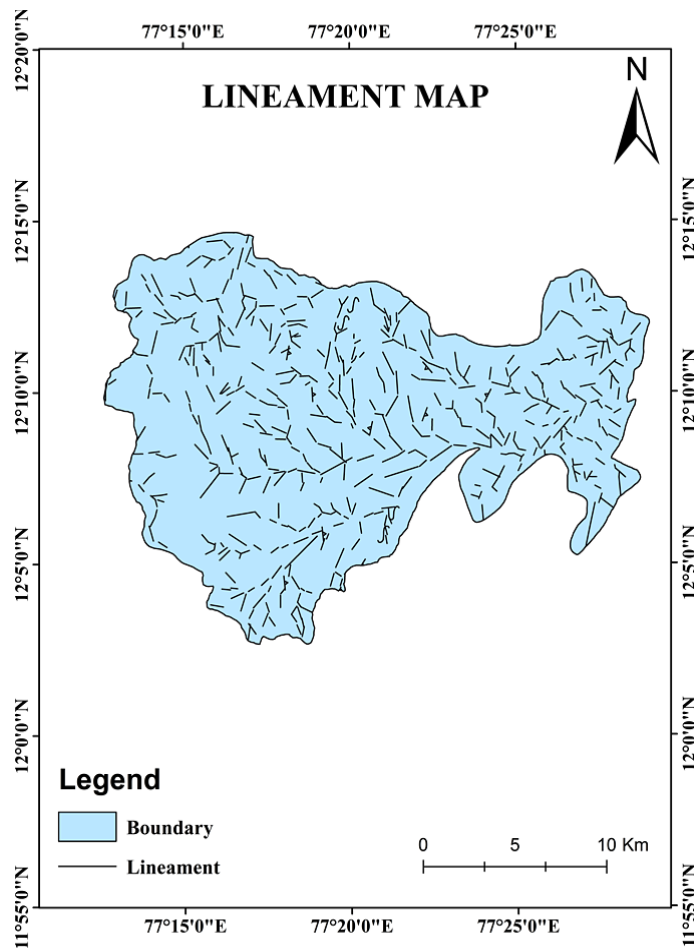 77°15'0"E 77°20'0"E 77°25'0"E
12°20'0"N
LINEAMENT MAP
N
12°15'0"N 12°15'0"N
12°10'0"N 12°10'0"N
12°5'0"N 12°5'0"N
12°0'0"N 12°0'0"N
Legend
Boundary
Lineament
0 5 10 Km
11°55'0"N 11°55'0"N
77°15'0"E 77°20'0"E 77°25'0"E